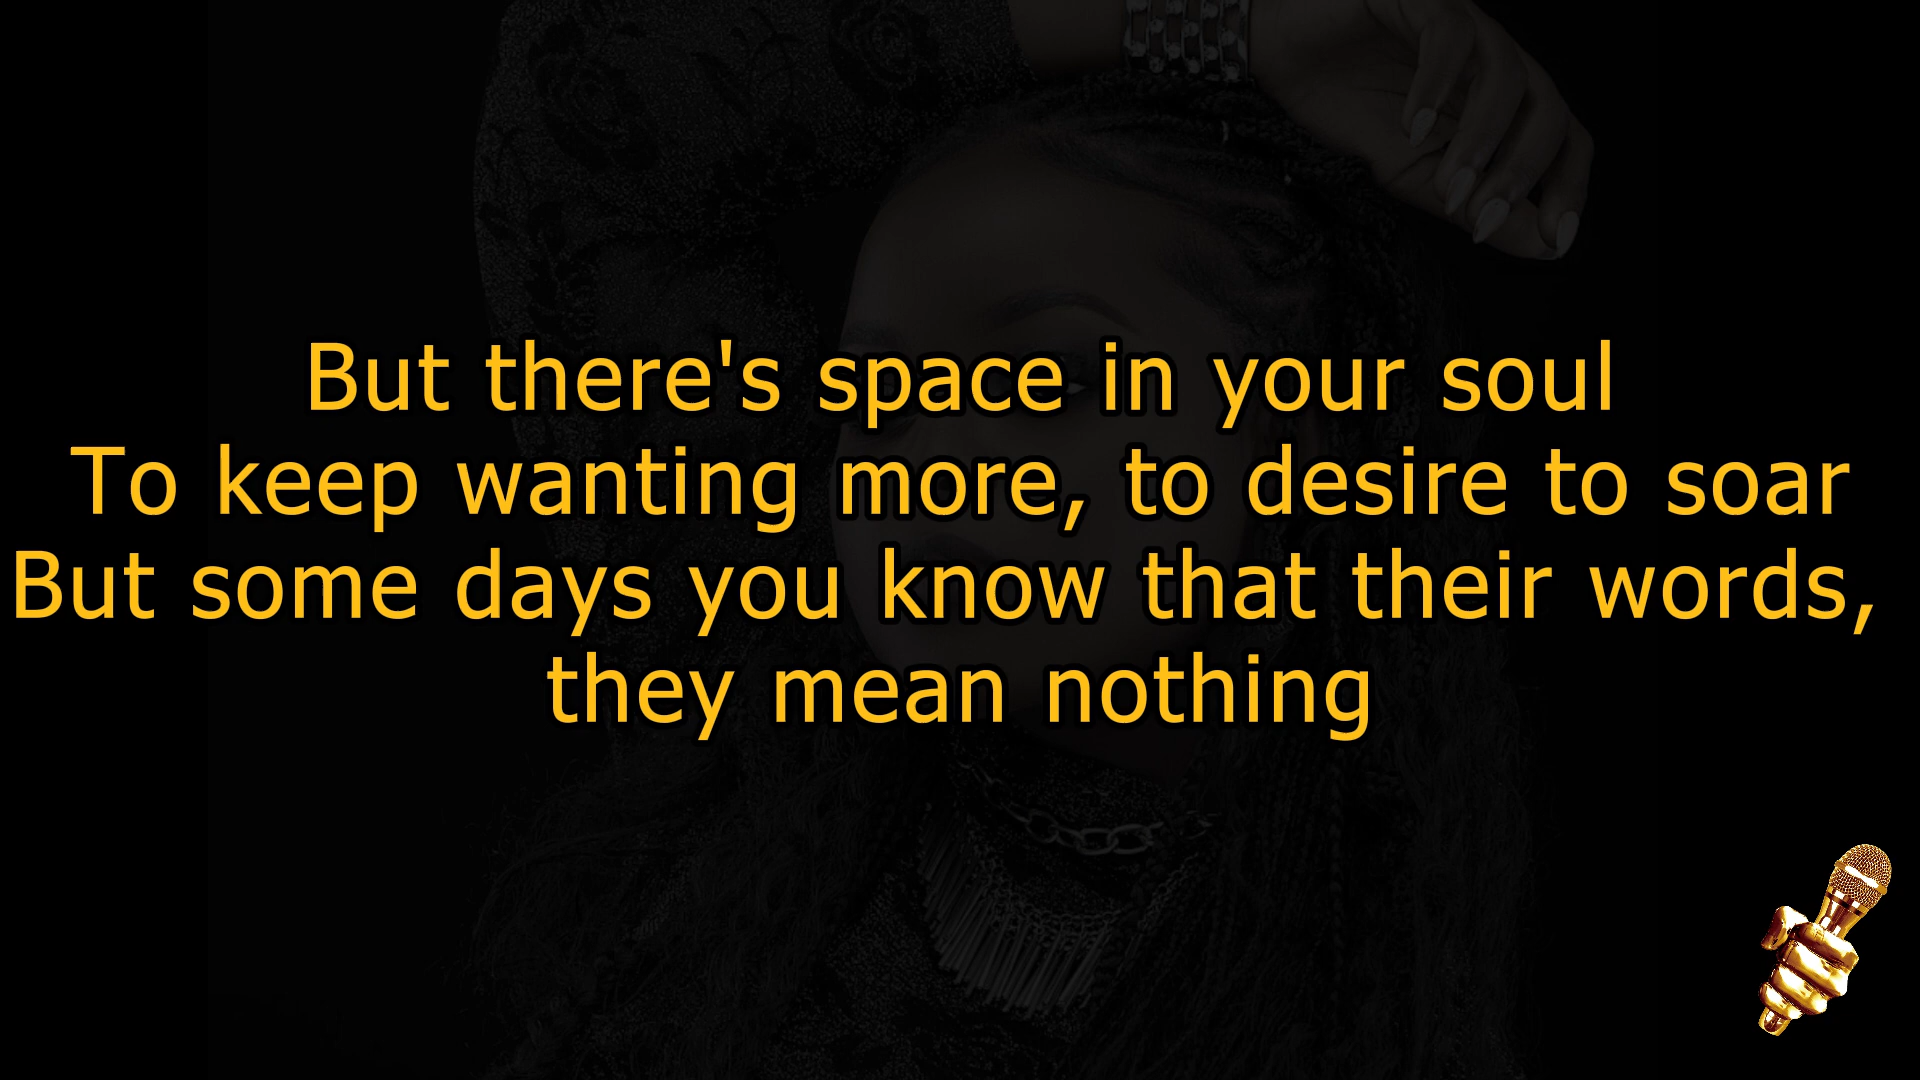 But there's space in your soul
To keep wanting more, to desire to soar
But some days you know that their words,
they mean nothing